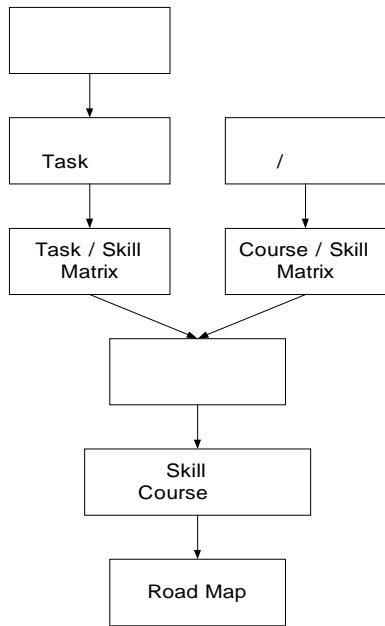 Task
/
Task / Skill
Matrix
Course / Skill
Matrix
Skill
Course
Road Map